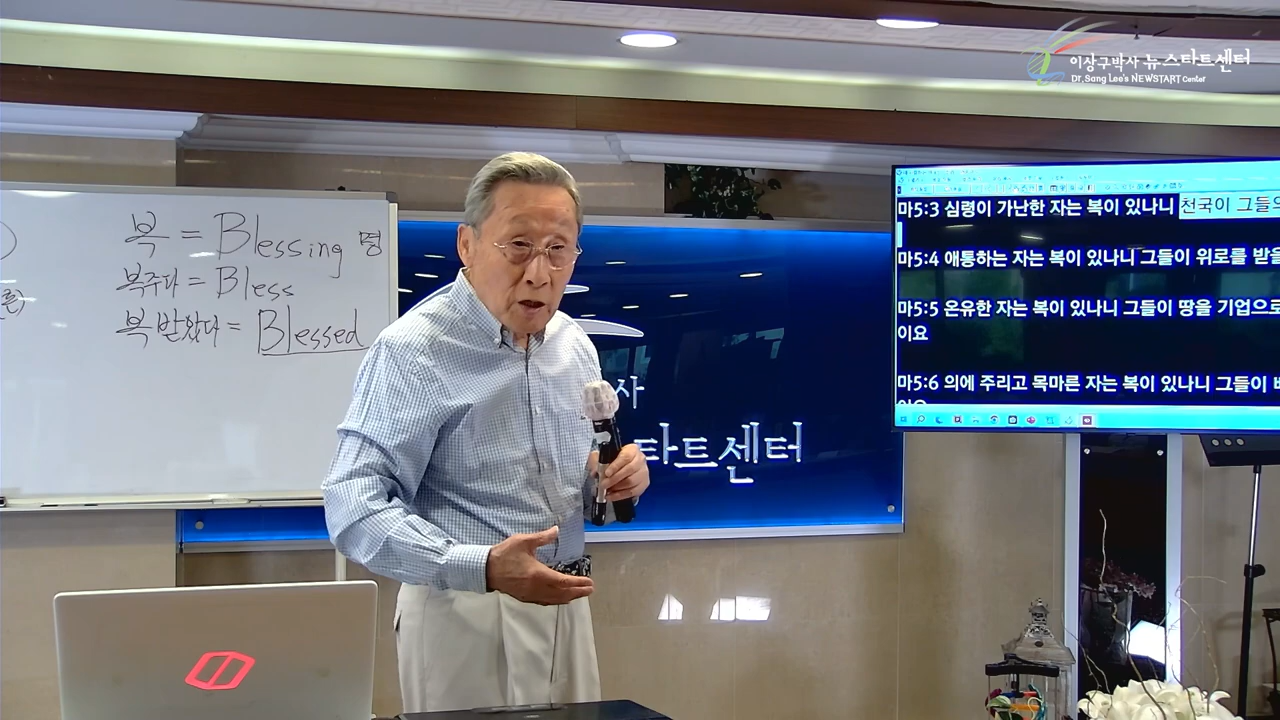 이상구박사 뉴스타트센터
Dr. Sang Lee's NEWSTART Center
복 = Blessing 명
복주다 = Bless
복 받았다 = Blessed
사
타트센터
마5:3 심령이 가난한 자는 복이 있나니 천국이 그들
마5:4 애통하는 자는 복이 있나니 그들이 위로를 받을
마5:5 온유한 자는 복이 있나니 그들이 땅을 기업으로
이요
마5:6 의에 주리고 목마른 자는 복이 있나니 그들이